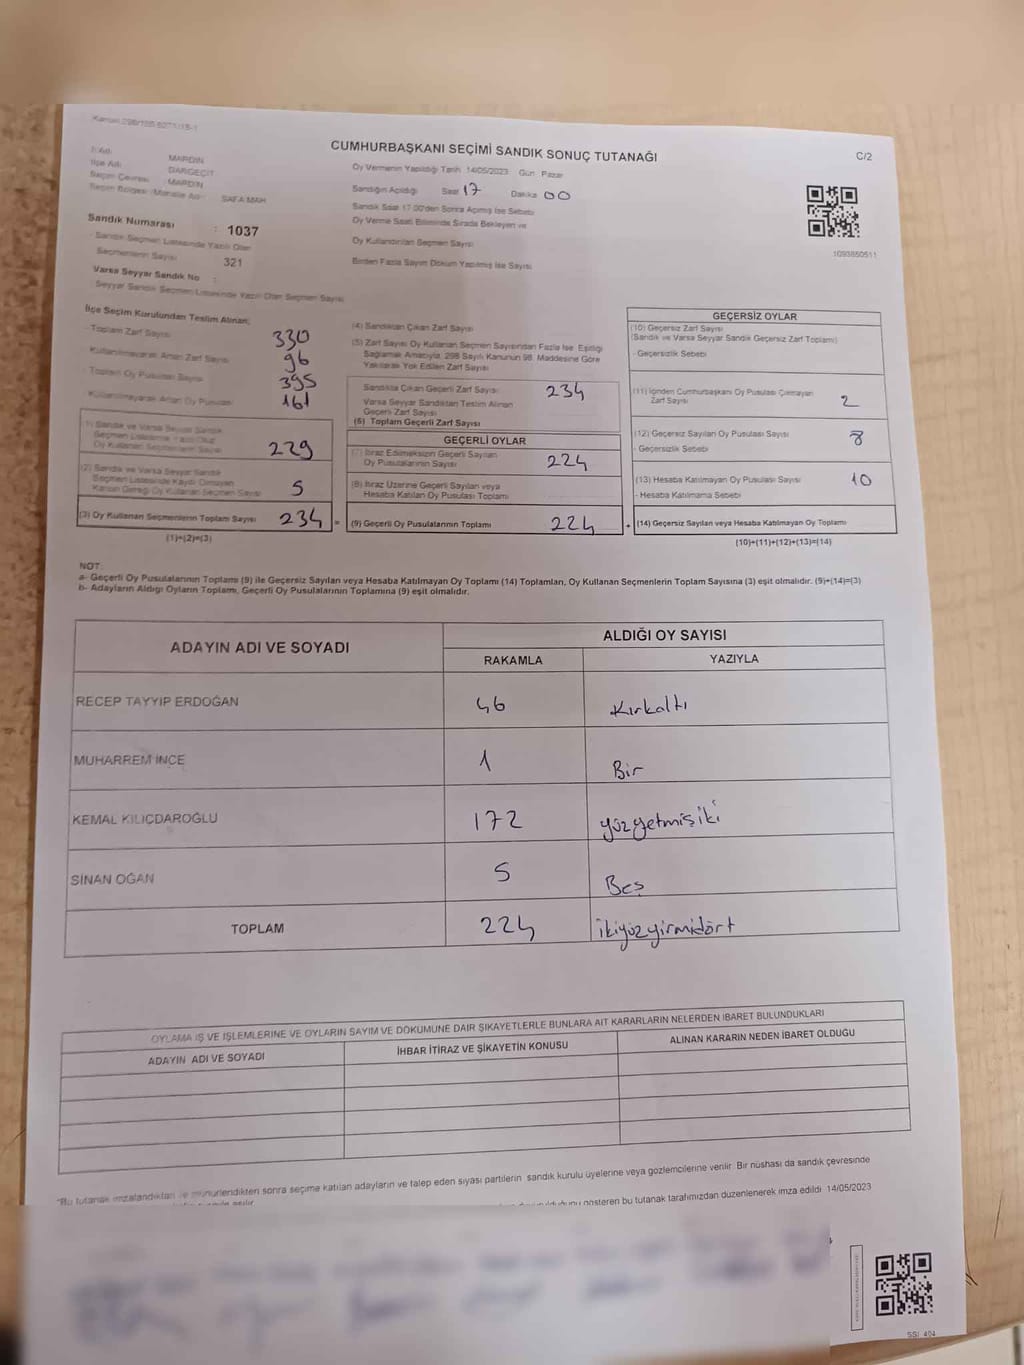 Kanun 298/105 6271/15-1
CUMHURBAŞKANI SEÇİMİ SANDIK SONUÇ TUTANAĞI
C/2
İl Adı: MARDİN
İlçe Adı: DARGEÇİT
Seçim Çevresi: MARDİN
Seçim Bölgesi /Mahalle Adı: SAFA MAH
Oy Vermenin Yapıldığı Tarih 14/05/2023 Gün Pazar
Sandığın Açıldığı Saat 17 Dakika 00
Sandık Saat 17.00'den Sonra Açılmış İse Sebebi
Oy Verme Saati Bitiminde Sırada Bekleyen ve
Oy Kullandırılan Seçmen Sayısı
Birden Fazla Sayım Döküm Yapılmış İse Sayısı
1093850511
Sandık Numarası : 1037
- Sandık Seçmen Listesinde Yazılı Olan
Seçmenlerin Sayısı 321
Varsa Seyyar Sandık No :
- Seyyar Sandık Seçmen Listesinde Yazılı Olan Seçmen Sayısı
İlçe Seçim Kurulundan Teslim Alınan;
- Toplam Zarf Sayısı 330
Kullanılmayarak Artan Zarf Sayısı 96
- Toplam Oy Pusulası Sayısı 395
Kullanılmayarak Artan Oy Pusulası 161
(1) Sandık ve Varsa Seyyar Sandık
Seçmen Listesinde Yazılı Olup
Oy Kullanan Seçmenlerin Sayısı 229
(2) Sandık ve Varsa Seyyar Sandık
Seçmen Listesinde Kaydı Olmayan
Kanun Gereği Oy Kullanan Seçmen Sayısı 5
(3) Oy Kullanan Seçmenlerin Toplam Sayısı 234 =
(1)+(2)=(3)
(4) Sandıktan Çıkan Zarf Sayısı
(5) Zarf Sayısı Oy Kullanan Seçmen Sayısından Fazla İse, Eşitliği
Sağlamak Amacıyla, 298 Sayılı Kanunun 98. Maddesine Göre
Yakılarak Yok Edilen Zarf Sayısı
Sandıkta Çıkan Geçerli Zarf Sayısı 234
Varsa Seyyar Sandıktan Teslim Alınan
Geçerli Zarf Sayısı
(6) Toplam Geçerli Zarf Sayısı
GEÇERLİ OYLAR
(7) İtiraz Edilmeksizin Geçerli Sayılan
Oy Pusulalarının Sayısı 224
(8) İtiraz Üzerine Geçerli Sayılan veya
Hesaba Katılan Oy Pusulası Toplamı
(9) Geçerli Oy Pusulalarının Toplamı 224 +
GEÇERSİZ OYLAR
(10) Geçersiz Zarf Sayısı
(Sandık ve Varsa Seyyar Sandık Geçersiz Zarf Toplamı)
- Geçersizlik Sebebi
(11) İçinden Cumhurbaşkanı Oy Pusulası Çıkmayan
Zarf Sayısı 2
(12) Geçersiz Sayılan Oy Pusulası Sayısı 8
- Geçersizlik Sebebi
(13) Hesaba Katılmayan Oy Pusulası Sayısı 10
- Hesaba Katılmama Sebebi
(14) Geçersiz Sayılan veya Hesaba Katılmayan Oy Toplamı
(10)+(11)+(12)+(13)=(14)
NOT:
a- Geçerli Oy Pusulalarının Toplamı (9) ile Geçersiz Sayılan veya Hesaba Katılmayan Oy Toplamı (14) Toplamları, Oy Kullanan Seçmenlerin Toplam Sayısına (3) eşit olmalıdır. (9)+(14)=(3)
b- Adayların Aldığı Oyların Toplamı, Geçerli Oy Pusulalarının Toplamına (9) eşit olmalıdır.
ADAYIN ADI VE SOYADI
ALDIĞI OY SAYISI
RAKAMLA YAZIYLA
RECEP TAYYİP ERDOĞAN 46 Kırkaltı
MUHARREM İNCE 1 Bir
KEMAL KILIÇDAROĞLU 172 yüzyetmişiki
SİNAN OĞAN 5 Beş
TOPLAM 224 ikiyüzyirmidört
OYLAMA İŞ VE İŞLEMLERİNE VE OYLARIN SAYIM VE DÖKÜMÜNE DAİR ŞİKAYETLERLE BUNLARA AİT KARARLARIN NELERDEN İBARET BULUNDUKLARI
ADAYIN ADI VE SOYADI İHBAR İTİRAZ VE ŞİKAYETİN KONUSU ALINAN KARARIN NEDEN İBARET OLDUĞU
*Bu tutanak imzalandıktan ve mühürlendikten sonra seçime katılan adayların ve talep eden siyasi partilerin sandık kurulu üyelerine veya gözlemcilerine verilir. Bir nüshası da sandık çevresinde
gösteren bu tutanak tarafımızdan düzenlenerek imza edildi. 14/05/2023
SSİ 404